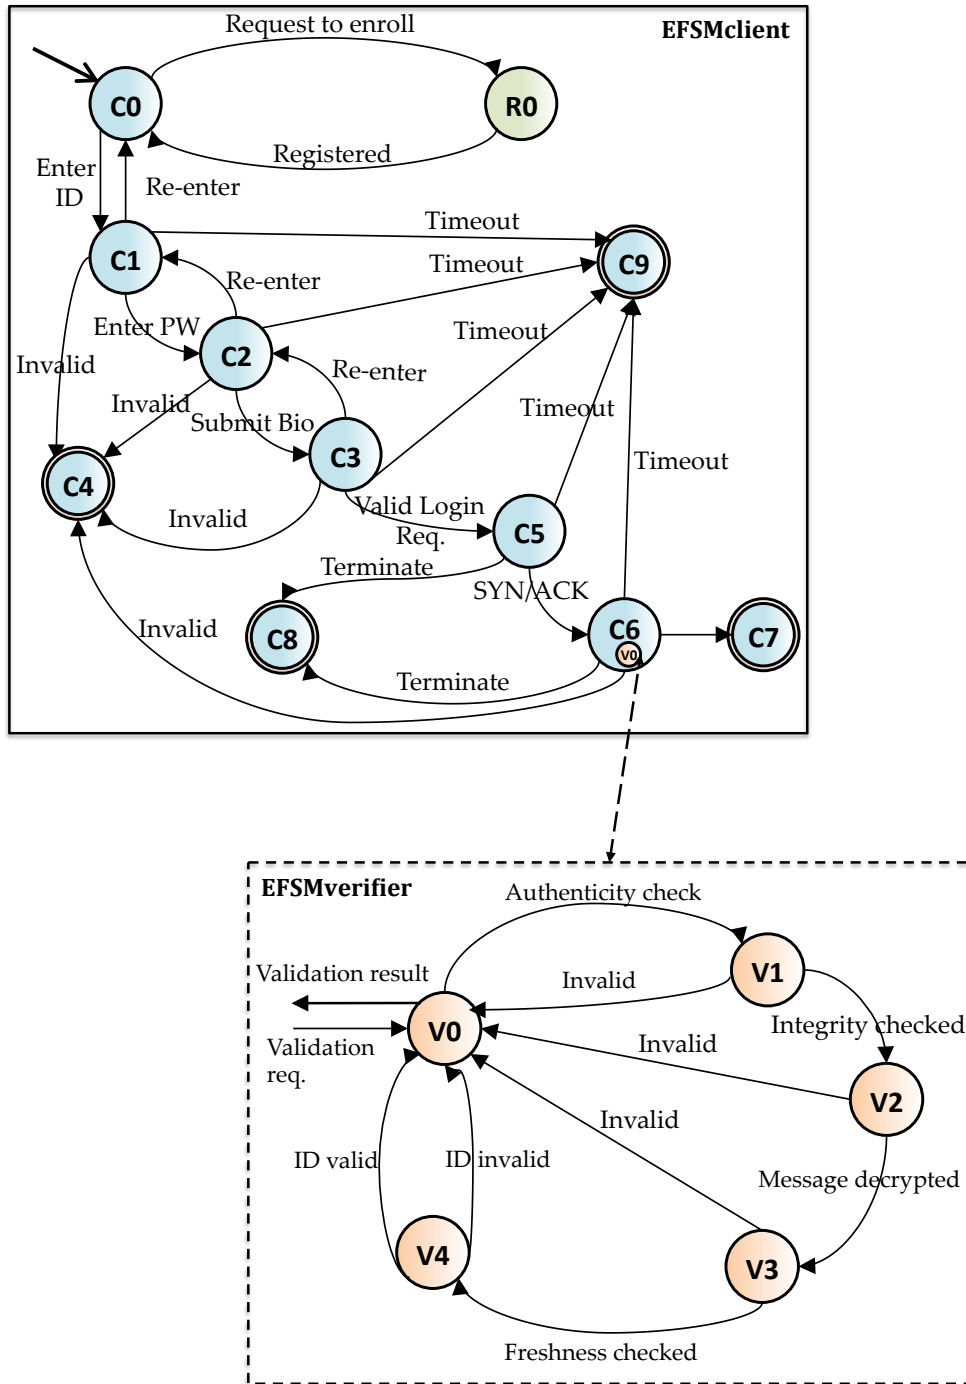 Request to enroll
EFSMclient
C0
R0
Enter
ID
Re-enter
Registered
Timeout
C1
Timeout
C9
Re-enter
Enter PW
Timeout
Invalid
C2
Re-enter
Invalid
Submit Bio
Timeout
C3
Timeout
C4
Invalid
Valid Login
Req.
C5
Terminate
SYN/ACK
Invalid
C8
C6
V0
C7
Terminate
EFSMverifier
Authenticity check
Validation result
Invalid
V1
V0
Integrity checked
Validation
req.
Invalid
V2
Invalid
ID valid
ID invalid
Message decrypted
V4
V3
Freshness checked